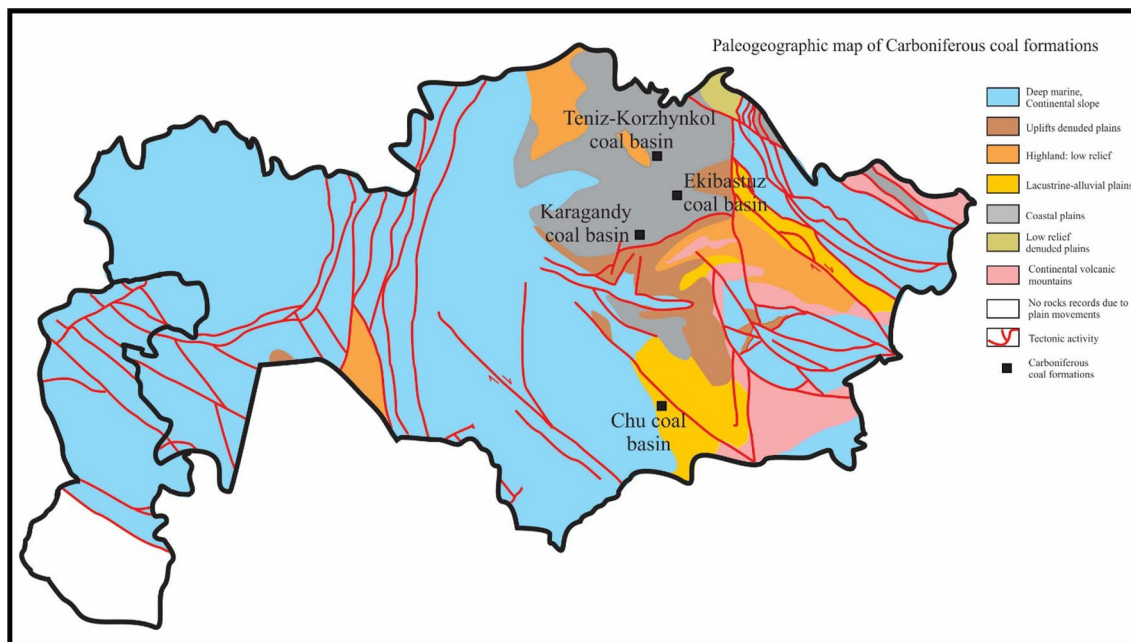 Paleogeographic map of Carboniferous coal formations
Teniz-Korzhynkol
coal basin
Ekibastuz
coal basin
Karagandy
coal basin
Chu coal
basin
Deep marine,
Continental slope
Uplifts denuded plains
Highland: low relief
Lacustrine-alluvial plains
Coastal plains
Low relief
denuded plains
Continental volcanic
mountains
No rocks records due to
plain movements
Tectonic activity
Carboniferous
coal formations